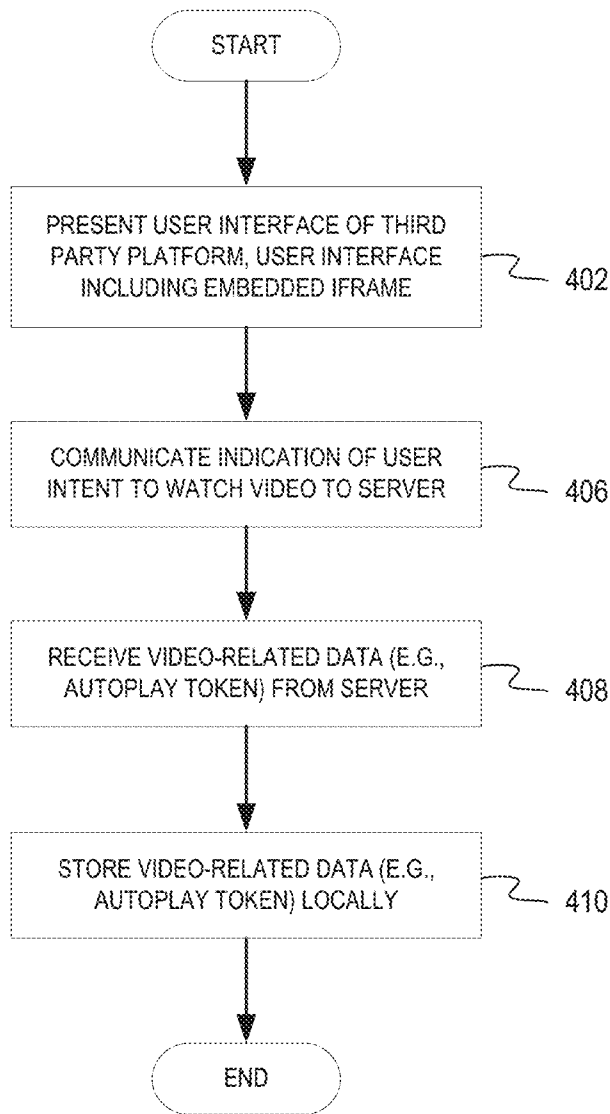 START
PRESENT USER INTERFACE OF THIRD
PARTY PLATFORM, USER INTERFACE
INCLUDING EMBEDDED IFRAME
402
COMMUNICATE INDICATION OF USER
INTENT TO WATCH VIDEO TO SERVER
406
RECEIVE VIDEO-RELATED DATA (E.G.,
AUTOPLAY TOKEN) FROM SERVER
408
STORE VIDEO-RELATED DATA (E.G.,
AUTOPLAY TOKEN) LOCALLY
410
END